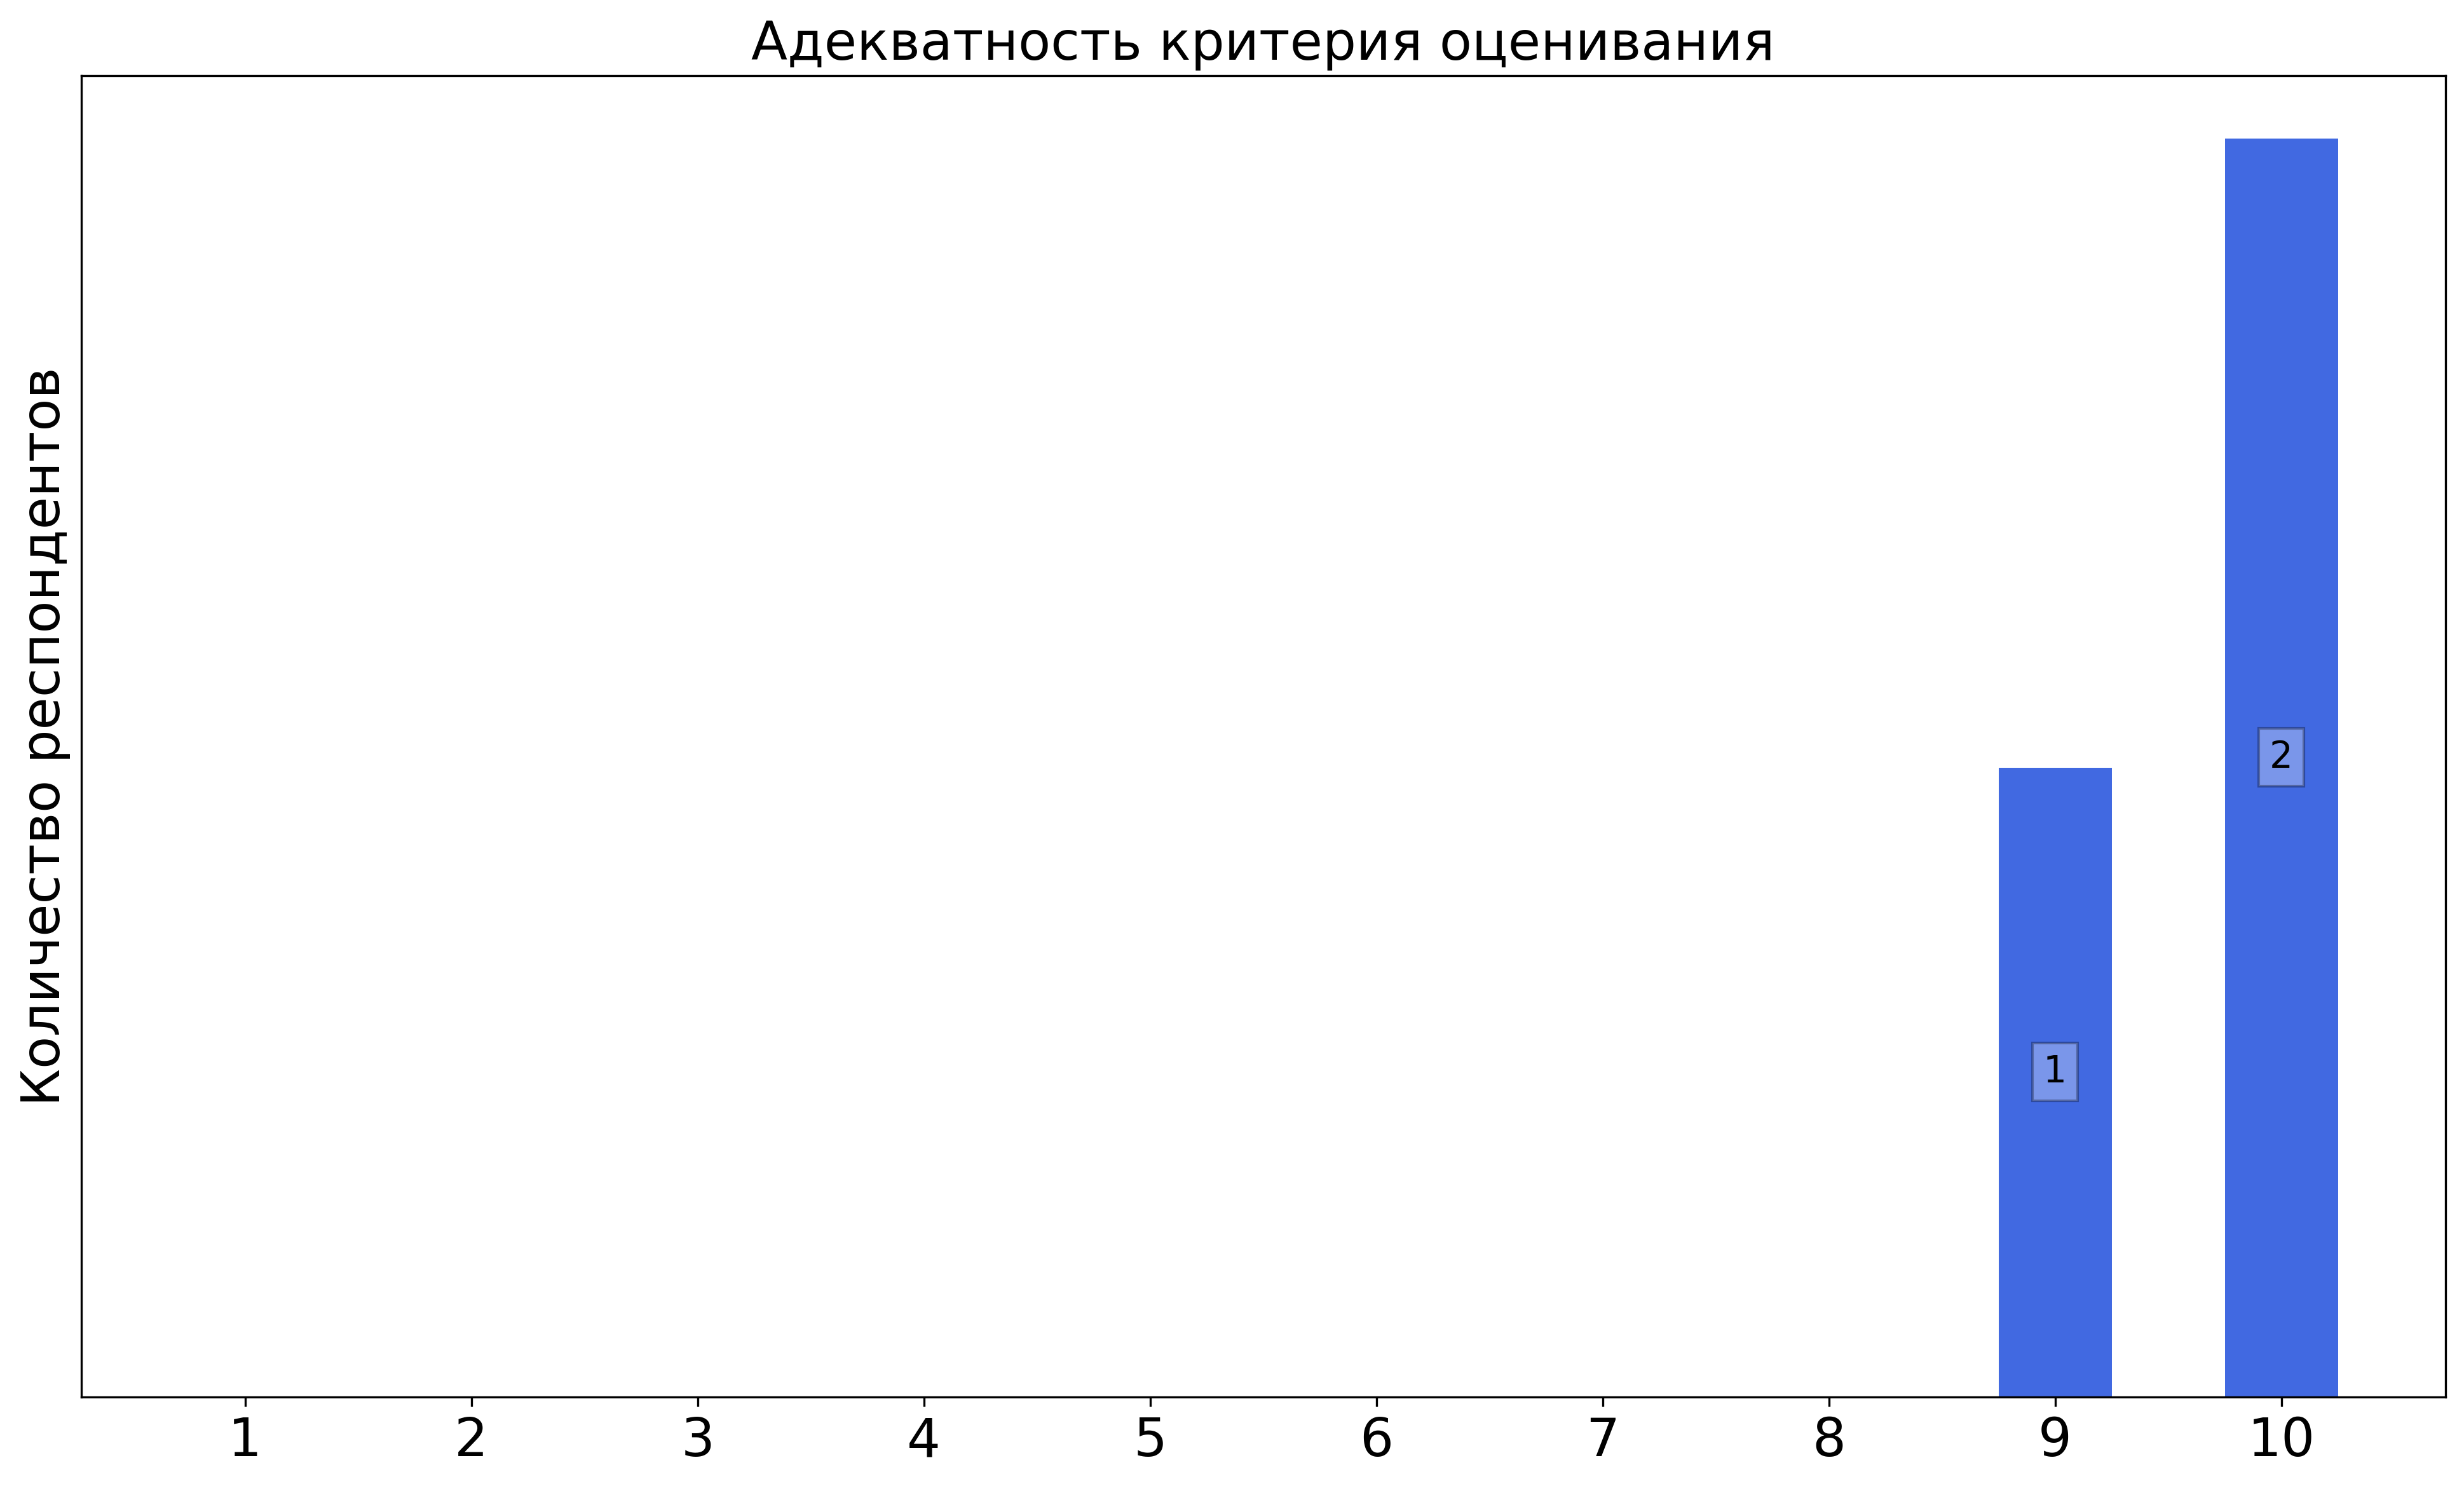 Адекватность критерия оценивания
Количество респондентов
2
1
1 2 3 4 5 6 7 8 9 10